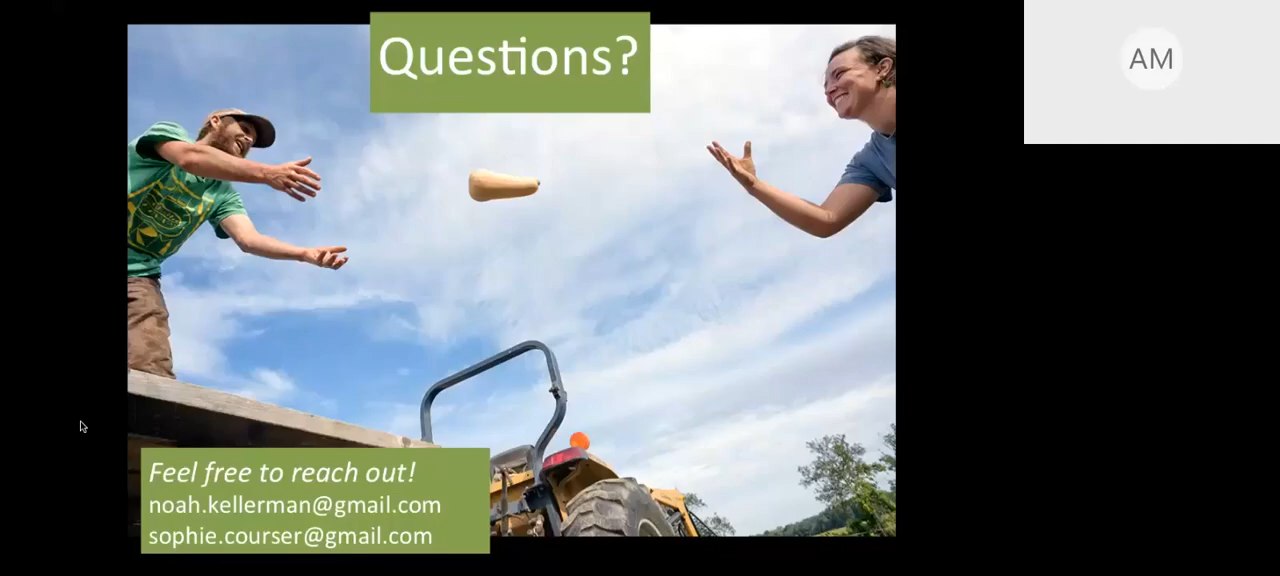 Questions?
AM
Feel free to reach out!
noah.kellerman@gmail.com
sophie.courser@gmail.com